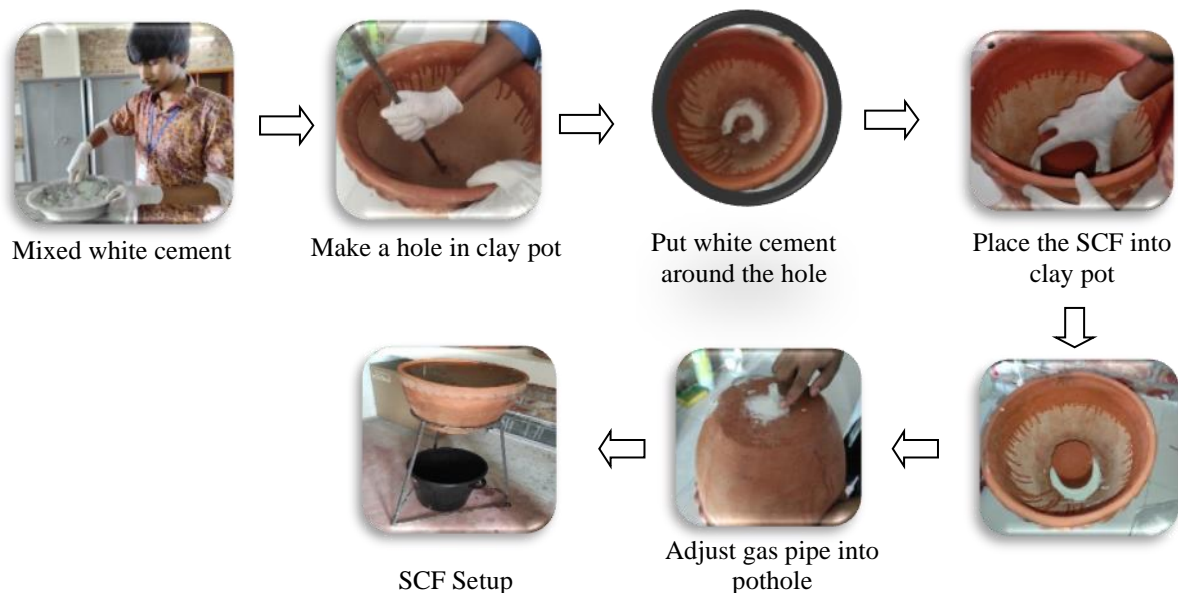 Mixed white cement
Make a hole in clay pot
Put white cement
around the hole
Place the SCF into
clay pot
Adjust gas pipe into
pothole
SCF Setup